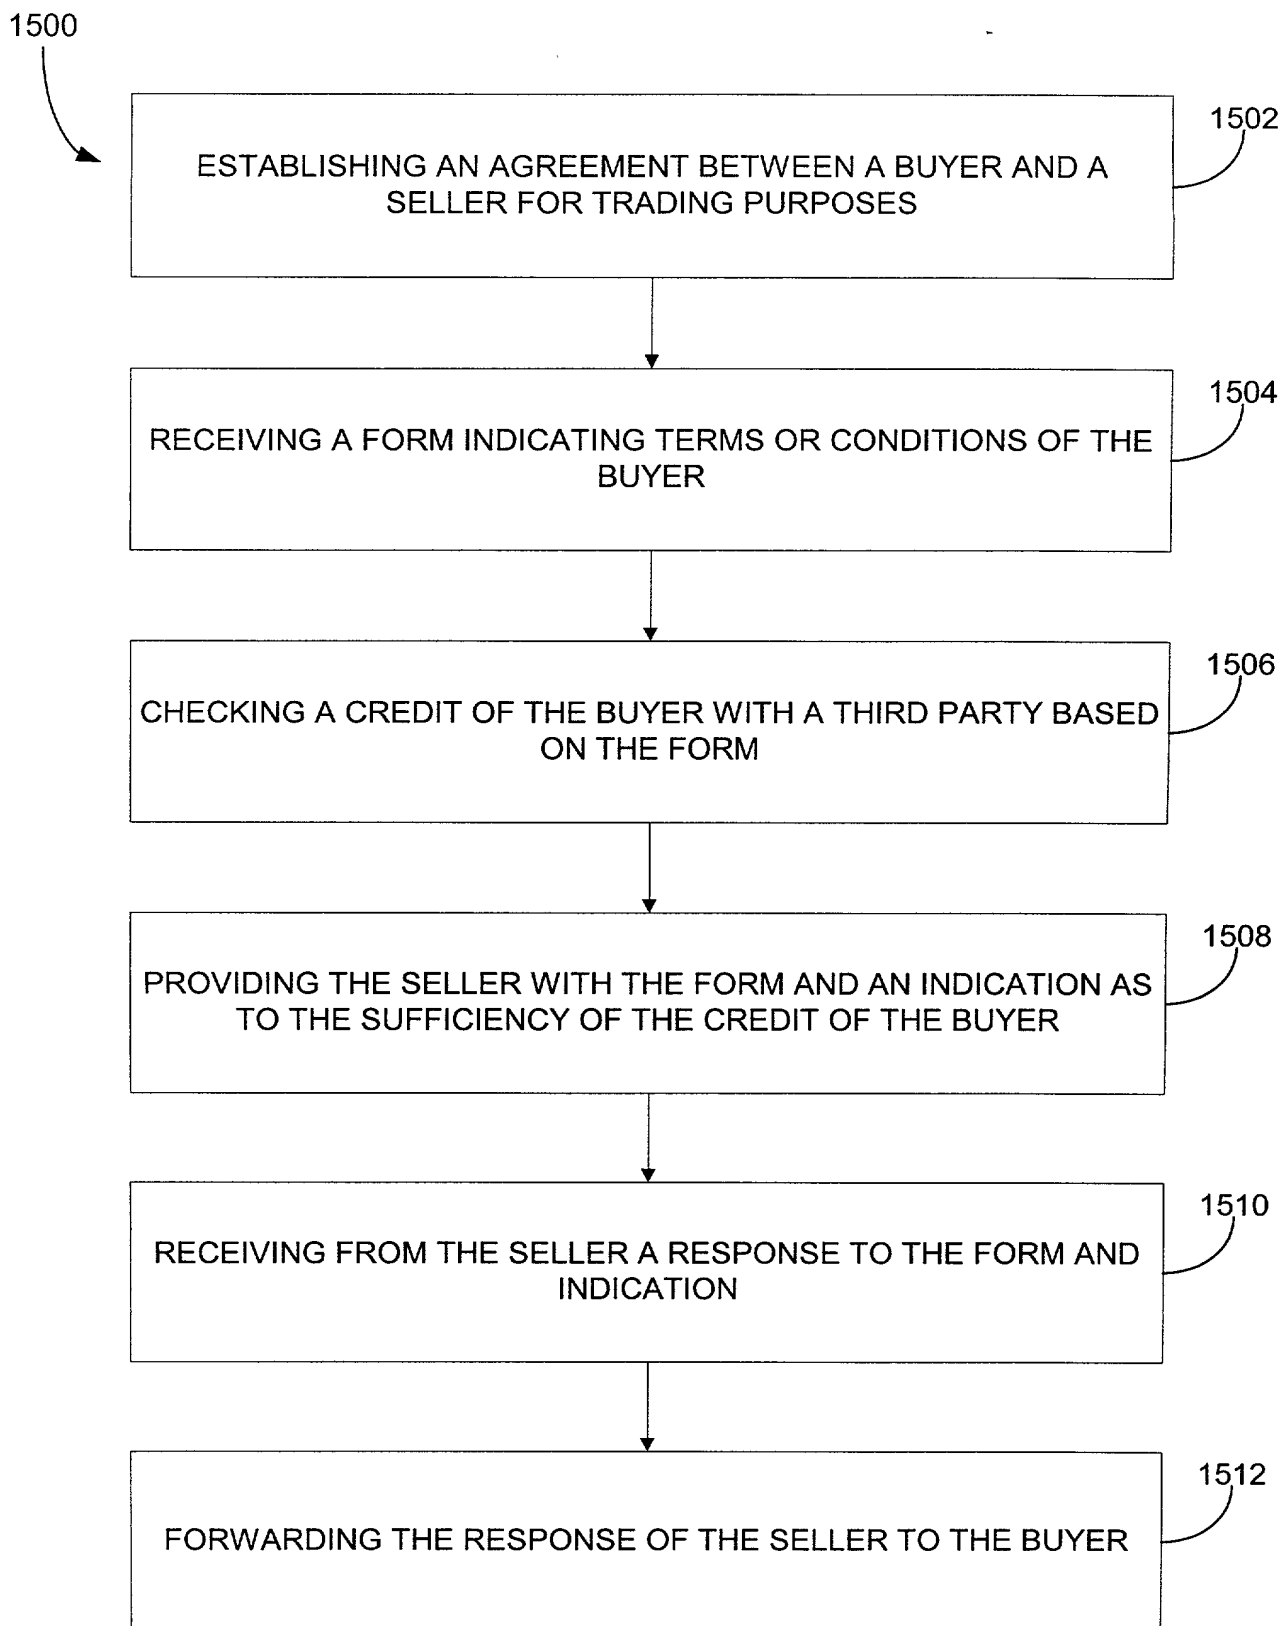 1500
1502
ESTABLISHING AN AGREEMENT BETWEEN A BUYER AND A
SELLER FOR TRADING PURPOSES
1504
RECEIVING A FORM INDICATING TERMS OR CONDITIONS OF THE
BUYER
1506
CHECKING A CREDIT OF THE BUYER WITH A THIRD PARTY BASED
ON THE FORM
1508
PROVIDING THE SELLER WITH THE FORM AND AN INDICATION AS
TO THE SUFFICIENCY OF THE CREDIT OF THE BUYER
1510
RECEIVING FROM THE SELLER A RESPONSE TO THE FORM AND
INDICATION
1512
FORWARDING THE RESPONSE OF THE SELLER TO THE BUYER